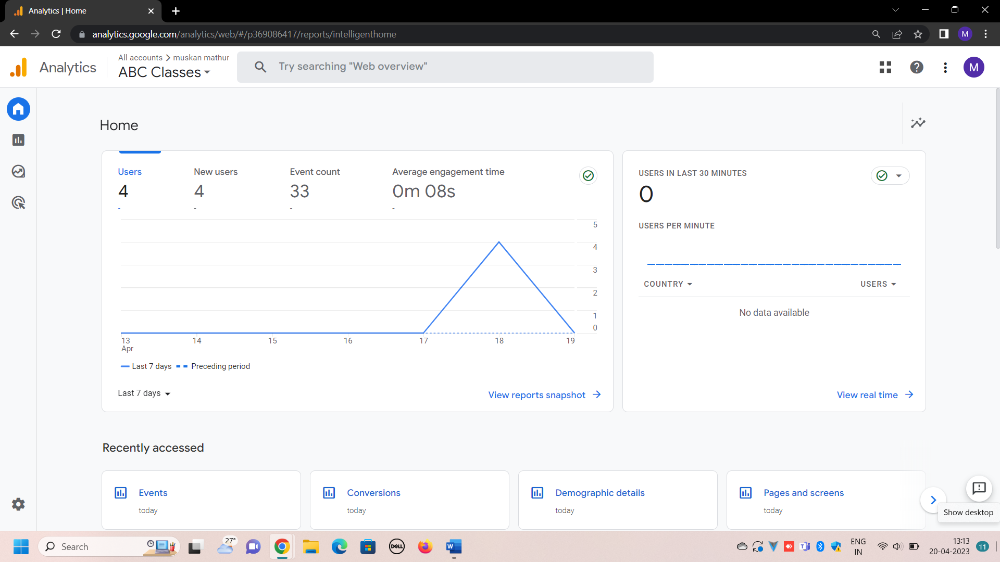 Analytics | Home
analytics.google.com/analytics/web/#/p369086417/reports/intelligenthome
M
Analytics
All accounts > muskan mathur
ABC Classes
Try searching "Web overview"
M
Home
Users
4
-
New users
4
-
Event count
33
-
Average engagement time
0m 08s
-
5
4
3
2
1
0
13
Apr
14
15
16
17
18
19
Last 7 days
Preceding period
Last 7 days
View reports snapshot
USERS IN LAST 30 MINUTES
0
USERS PER MINUTE
COUNTRY
USERS
No data available
View real time
Recently accessed
Events
today
Conversions
today
Demographic details
today
Pages and screens
today
Show desktop
Search
27°
DELL
W
ENG
IN
13:13
20-04-2023
11